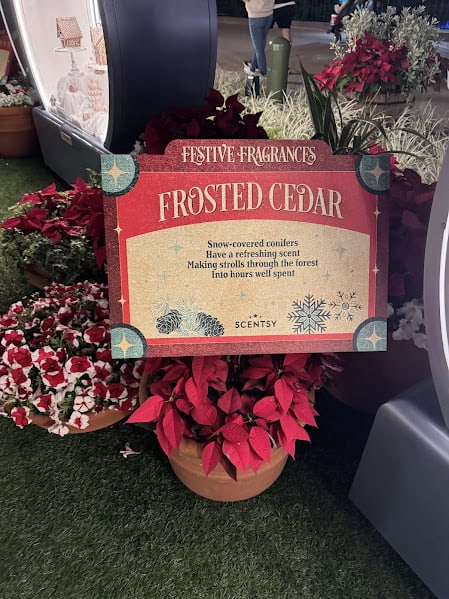 FESTIVE FRAGRANCES
FROSTED CEDAR
Snow-covered conifers
Have a refreshing scent
Making strolls through the forest
Into hours well spent
SCENTSY